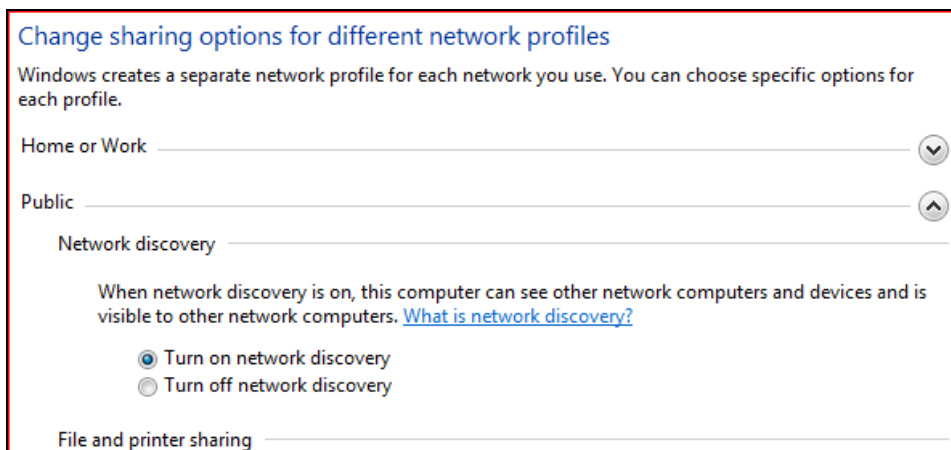 Change sharing options for different network profiles
Windows creates a separate network profile for each network you use. You can choose specific options for
each profile.
Home or Work
Public
Network discovery
When network discovery is on, this computer can see other network computers and devices and is
visible to other network computers. What is network discovery?
Turn on network discovery
Turn off network discovery
File and printer sharing